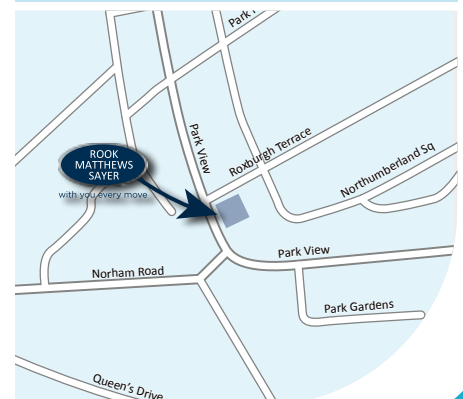 Park
Park View
ROOK
MATTHEWS
SAYER
with you every move
Roxburgh Terrace
Northumberland Sq
Park View
Norham Road
Park Gardens
Queen's Drive